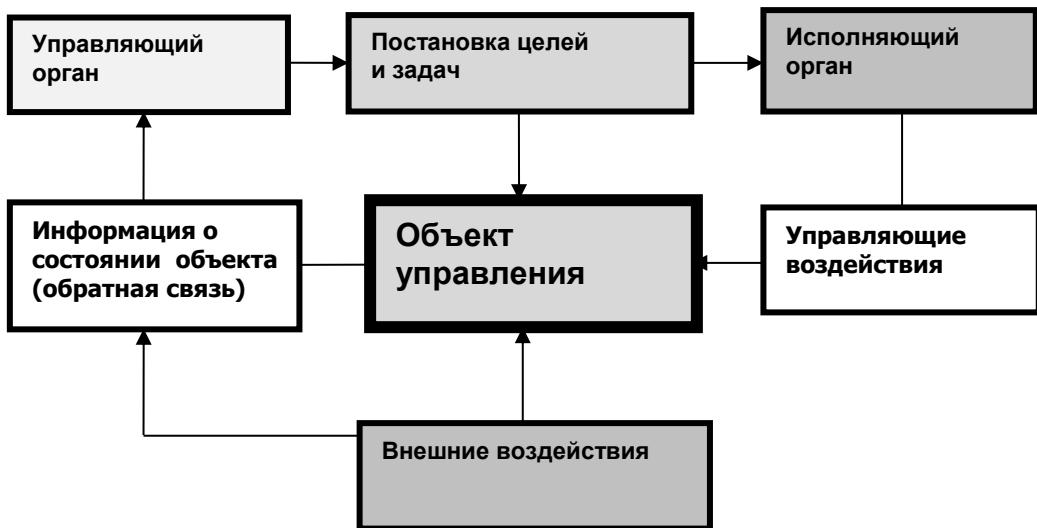 Управляющий
орган
Постановка целей
и задач
Исполняющий
орган
Информация о
состоянии объекта
(обратная связь)
Объект
управления
Управляющие
воздействия
Внешние воздействия